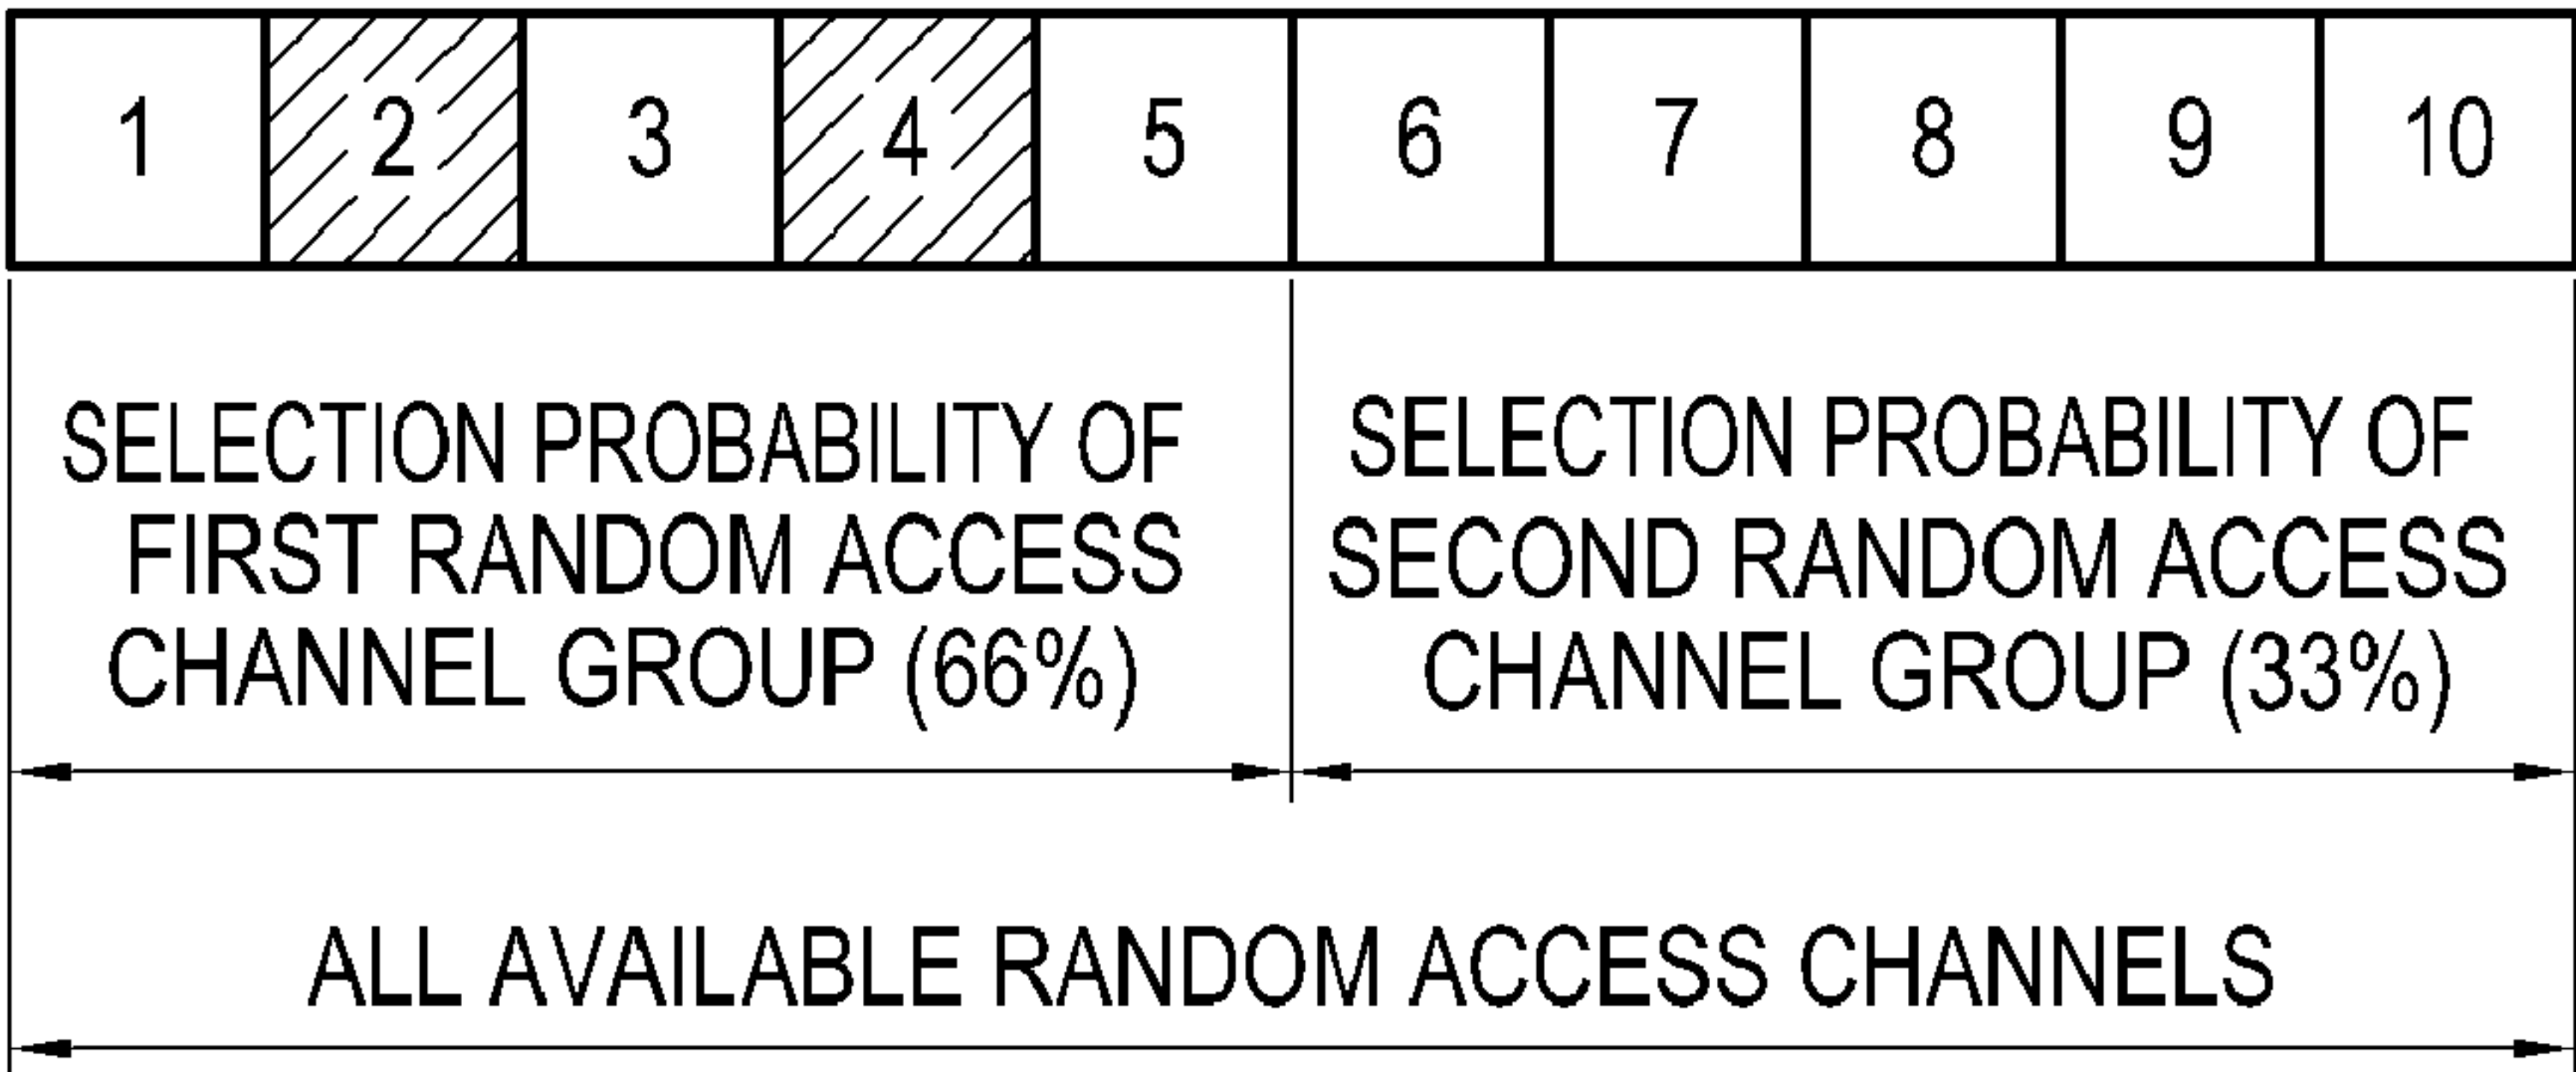 1 2 3 4 5 6 7 8 9 10
SELECTION PROBABILITY OF
FIRST RANDOM ACCESS
CHANNEL GROUP (66%)
SELECTION PROBABILITY OF
SECOND RANDOM ACCESS
CHANNEL GROUP (33%)
ALL AVAILABLE RANDOM ACCESS CHANNELS